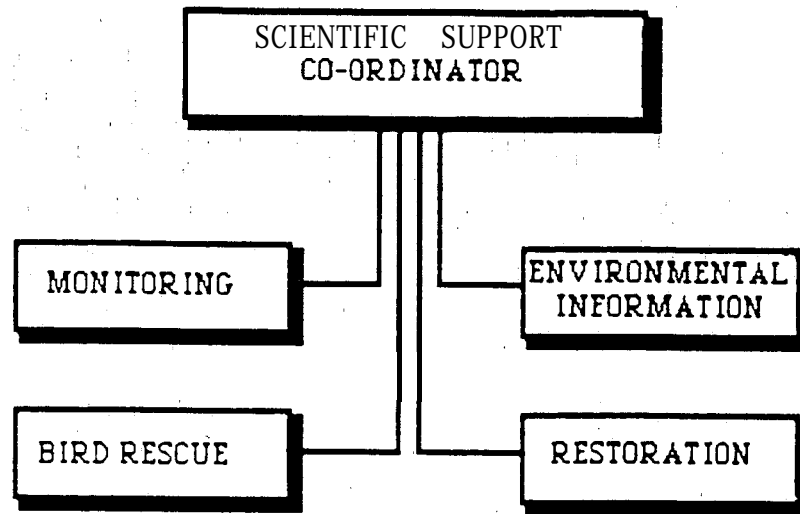 SCIENTIFIC SUPPORT
CO-ORDINATOR
MONITORING
ENVIRONMENTAL
INFORMATION
BIRD RESCUE
RESTORATION